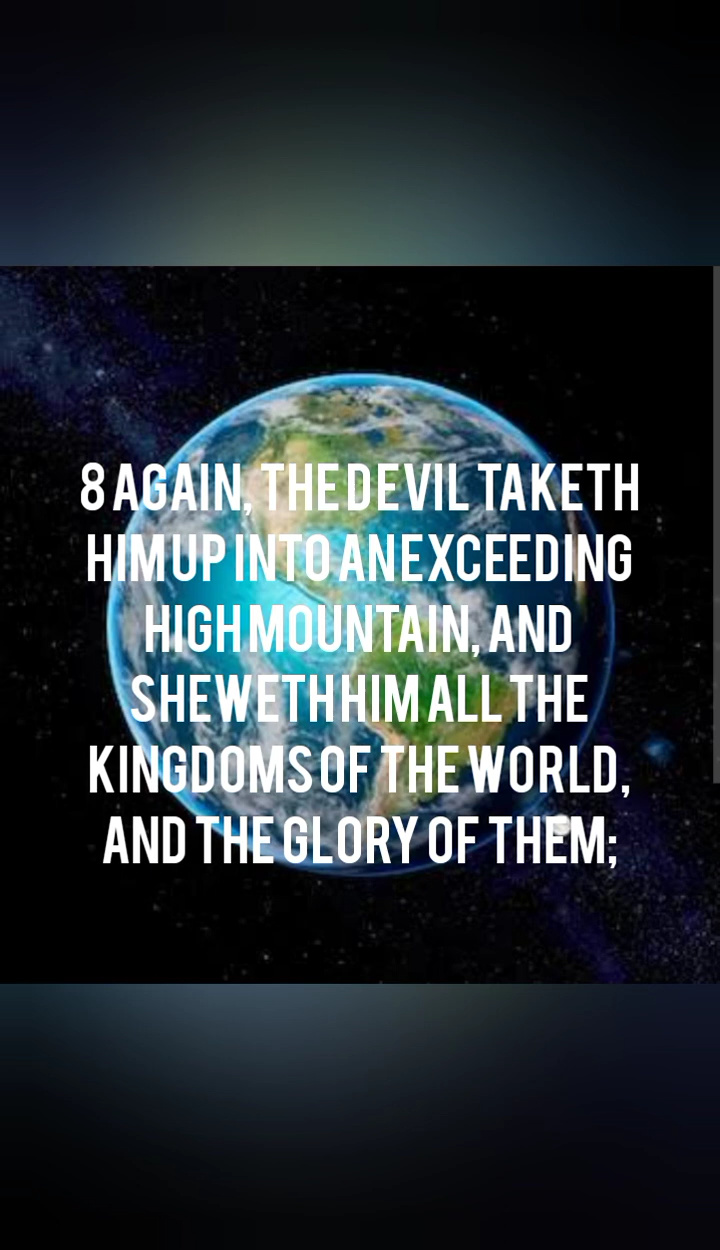 8 AGAIN, THE DEVIL TAKETH
HIM UP INTO AN EXCEEDING
HIGH MOUNTAIN, AND
SHEWETH HIM ALL THE
KINGDOMS OF THE WORLD,
AND THE GLORY OF THEM;